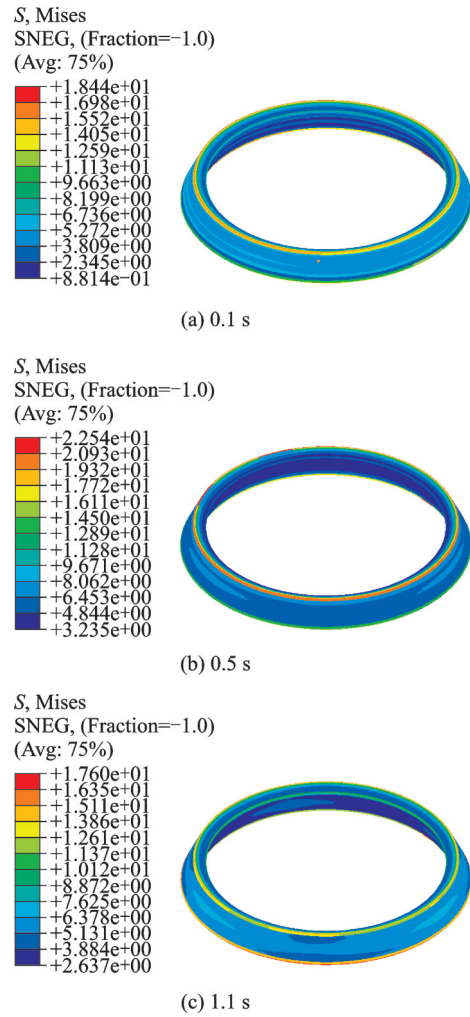 S, Mises
SNEG, (Fraction=−1.0)
(Avg: 75%)
+1.844e+01
+1.698e+01
+1.552e+01
+1.405e+01
+1.259e+01
+1.113e+01
+9.663e+00
+8.199e+00
+6.736e+00
+5.272e+00
+3.809e+00
+2.345e+00
+8.814e−01
(a) 0.1 s
S, Mises
SNEG, (Fraction=−1.0)
(Avg: 75%)
+2.254e+01
+2.093e+01
+1.932e+01
+1.772e+01
+1.611e+01
+1.450e+01
+1.289e+01
+1.128e+01
+9.671e+00
+8.062e+00
+6.453e+00
+4.844e+00
+3.235e+00
(b) 0.5 s
S, Mises
SNEG, (Fraction=−1.0)
(Avg: 75%)
+1.760e+01
+1.635e+01
+1.511e+01
+1.386e+01
+1.261e+01
+1.137e+01
+1.012e+01
+8.872e+00
+7.625e+00
+6.378e+00
+5.131e+00
+3.884e+00
+2.637e+00
(c) 1.1 s